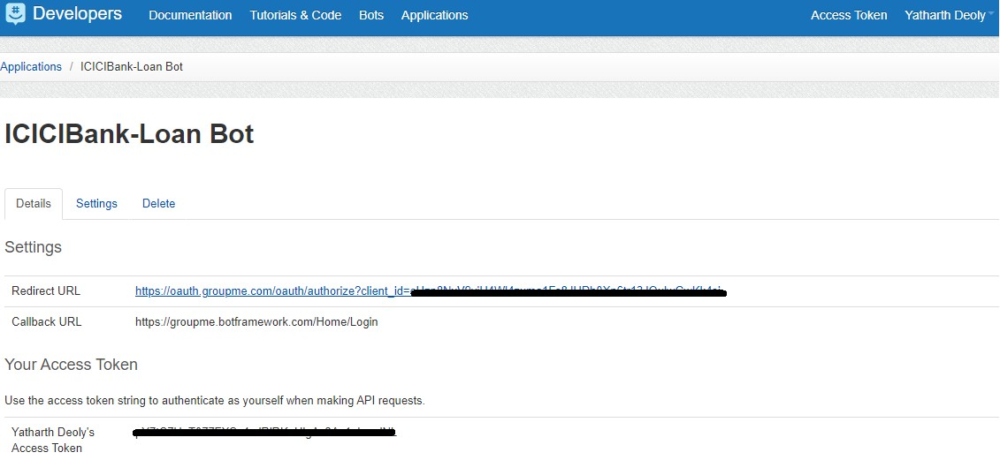 Developers Documentation Tutorials & Code Bots Applications Access Token Yatharth Deoly
Applications / ICICIBank-Loan Bot
ICICIBank-Loan Bot
Details Settings Delete
Settings
Redirect URL https://oauth.groupme.com/oauth/authorize?client_id=
Callback URL https://groupme.botframework.com/Home/Login
Your Access Token
Use the access token string to authenticate as yourself when making API requests.
Yatharth Deoly's
Access Token